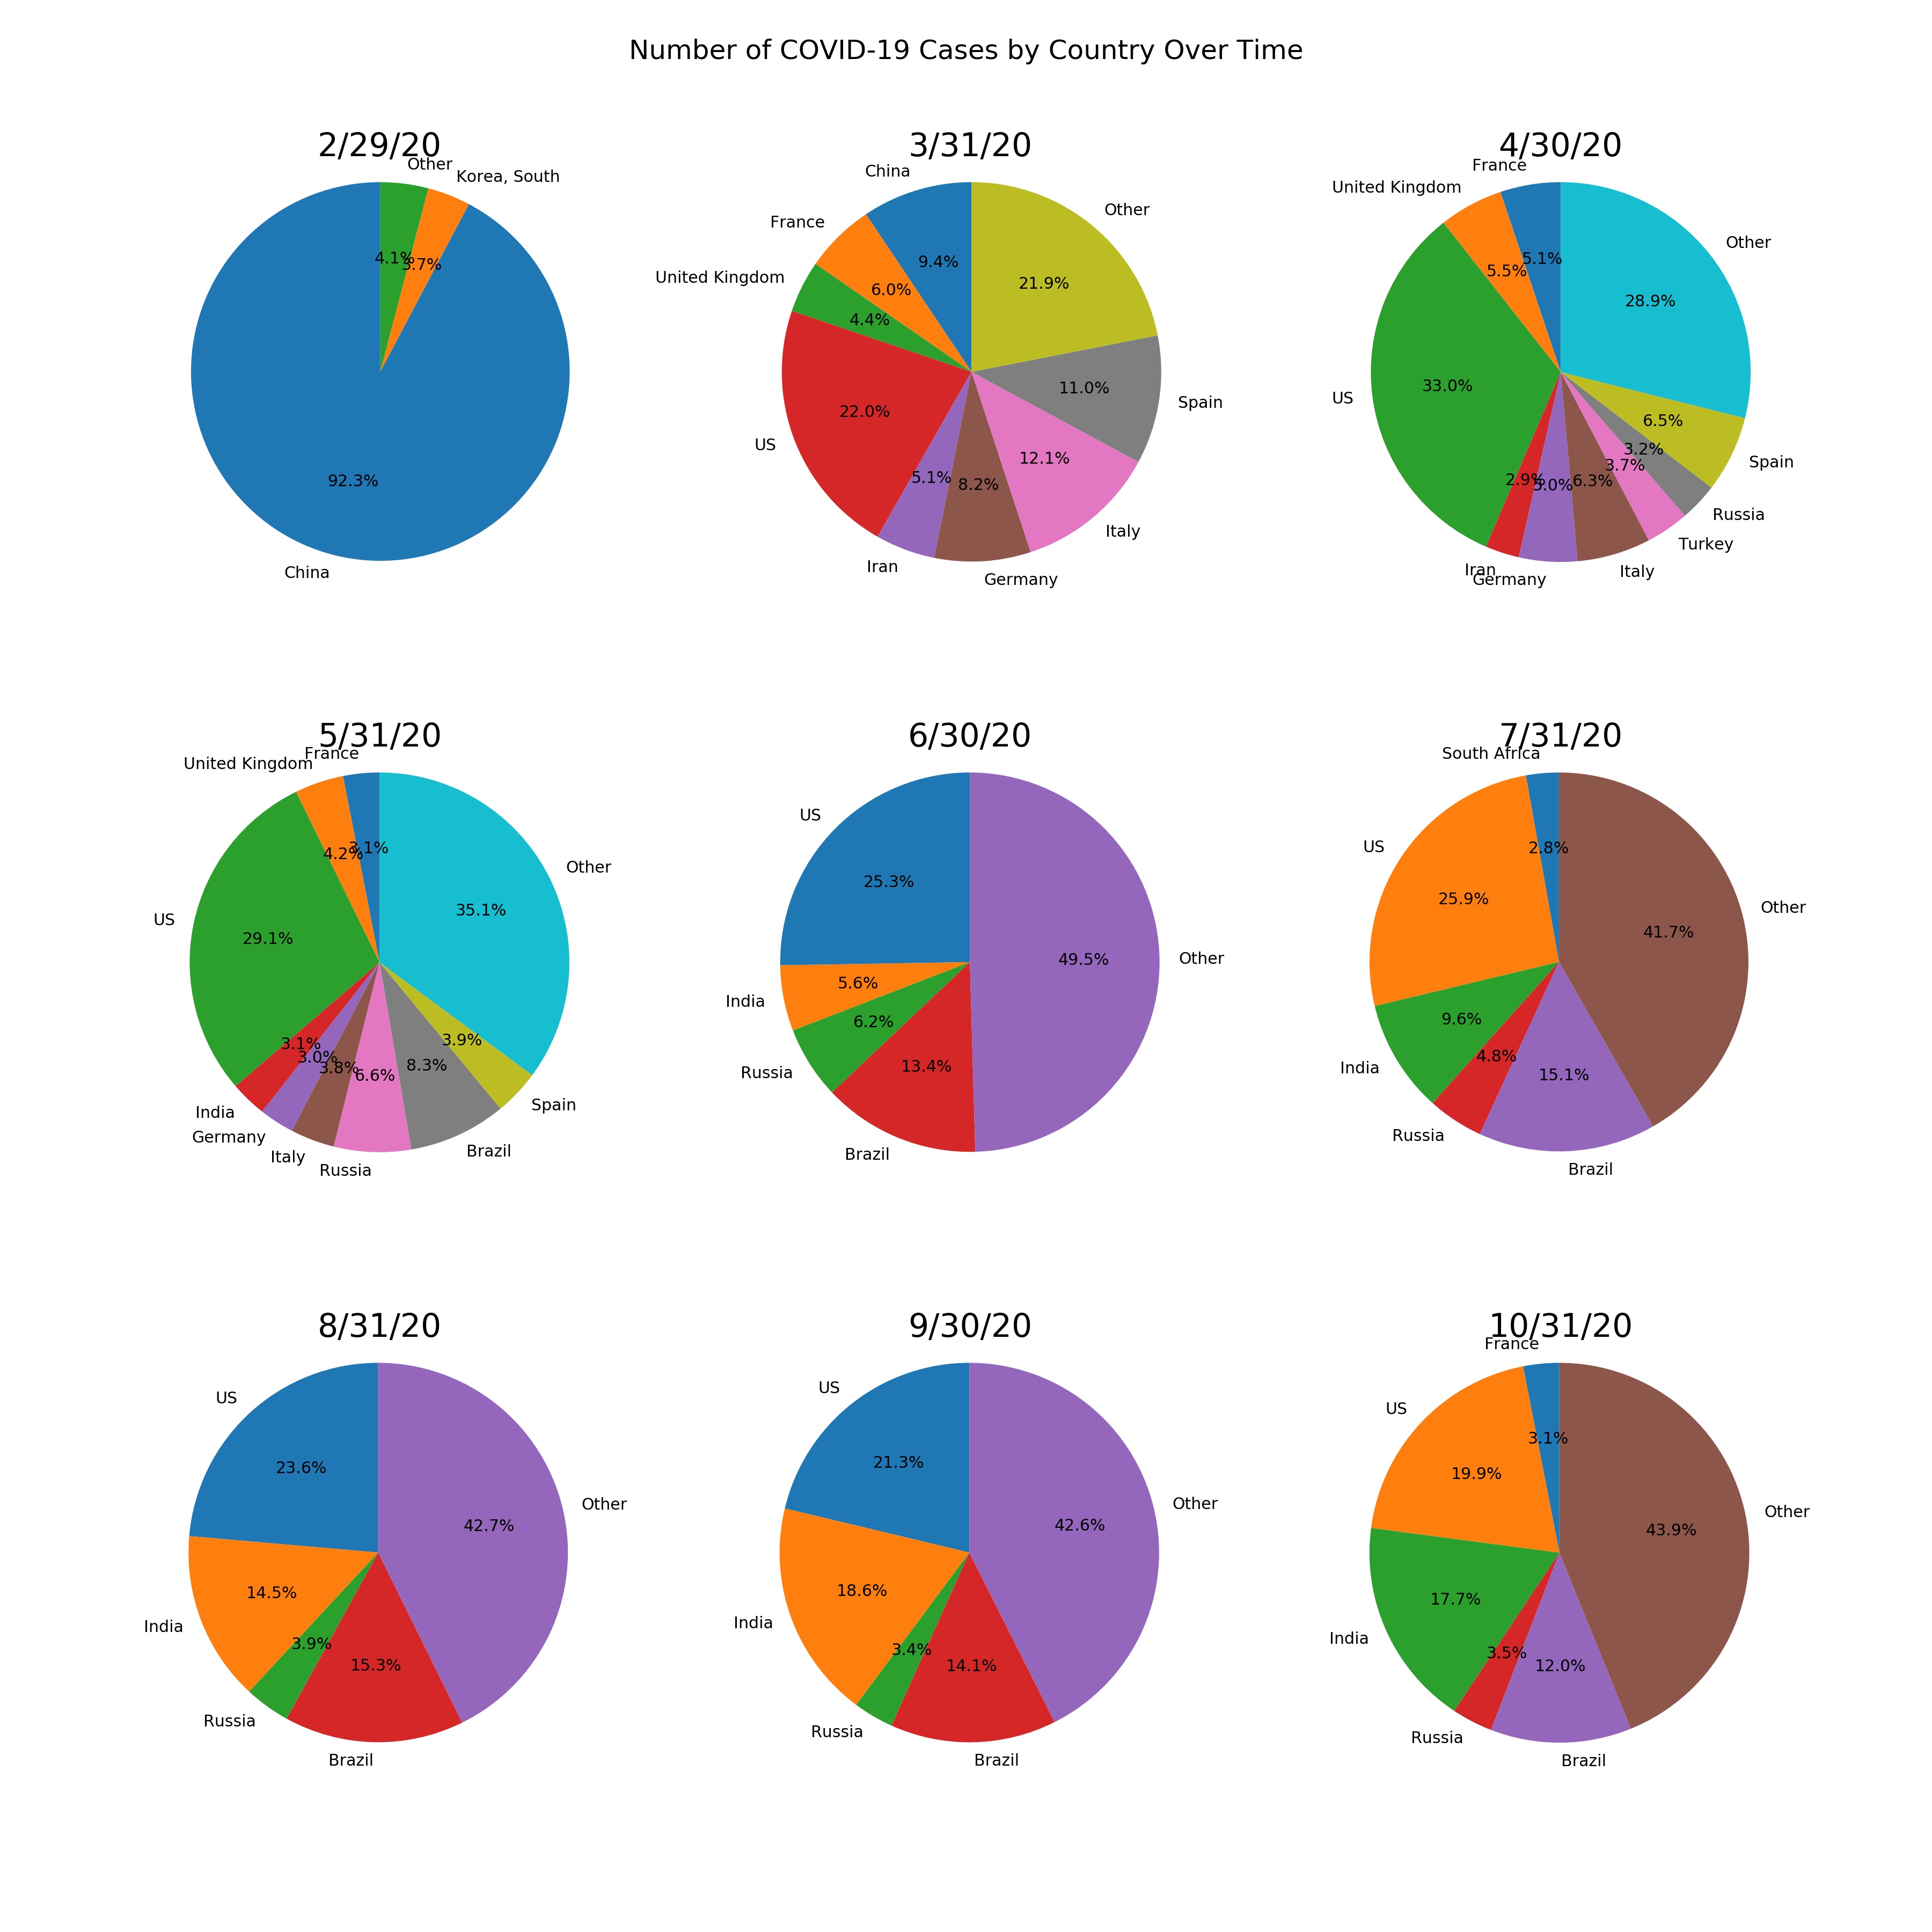 Number of COVID-19 Cases by Country Over Time
2/29/20
Other
Korea, South
4.1%
3.7%
92.3%
China
3/31/20
China
Other
France
United Kingdom
9.4%
21.9%
6.0%
4.4%
11.0%
Spain
22.0%
US
12.1%
5.1%
8.2%
Italy
Iran
Germany
4/30/20
France
United Kingdom
Other
5.1%
5.5%
28.9%
33.0%
US
6.5%
3.2%
3.7%
Spain
2.9%
5.0%
6.3%
Russia
Turkey
Iran
Germany
Italy
5/31/20
France
United Kingdom
3.1%
4.2%
Other
35.1%
US
29.1%
3.1%
3.9%
3.0%
3.8%
6.6%
8.3%
India
Spain
Germany
Italy
Russia
Brazil
6/30/20
US
25.3%
49.5%
Other
5.6%
India
6.2%
Russia
13.4%
Brazil
7/31/20
South Africa
US
2.8%
25.9%
Other
41.7%
9.6%
4.8%
India
15.1%
Russia
Brazil
8/31/20
US
23.6%
Other
42.7%
14.5%
India
3.9%
15.3%
Russia
Brazil
9/30/20
US
21.3%
Other
42.6%
18.6%
India
3.4%
14.1%
Russia
Brazil
10/31/20
France
US
3.1%
19.9%
Other
43.9%
17.7%
India
3.5%
12.0%
Russia
Brazil